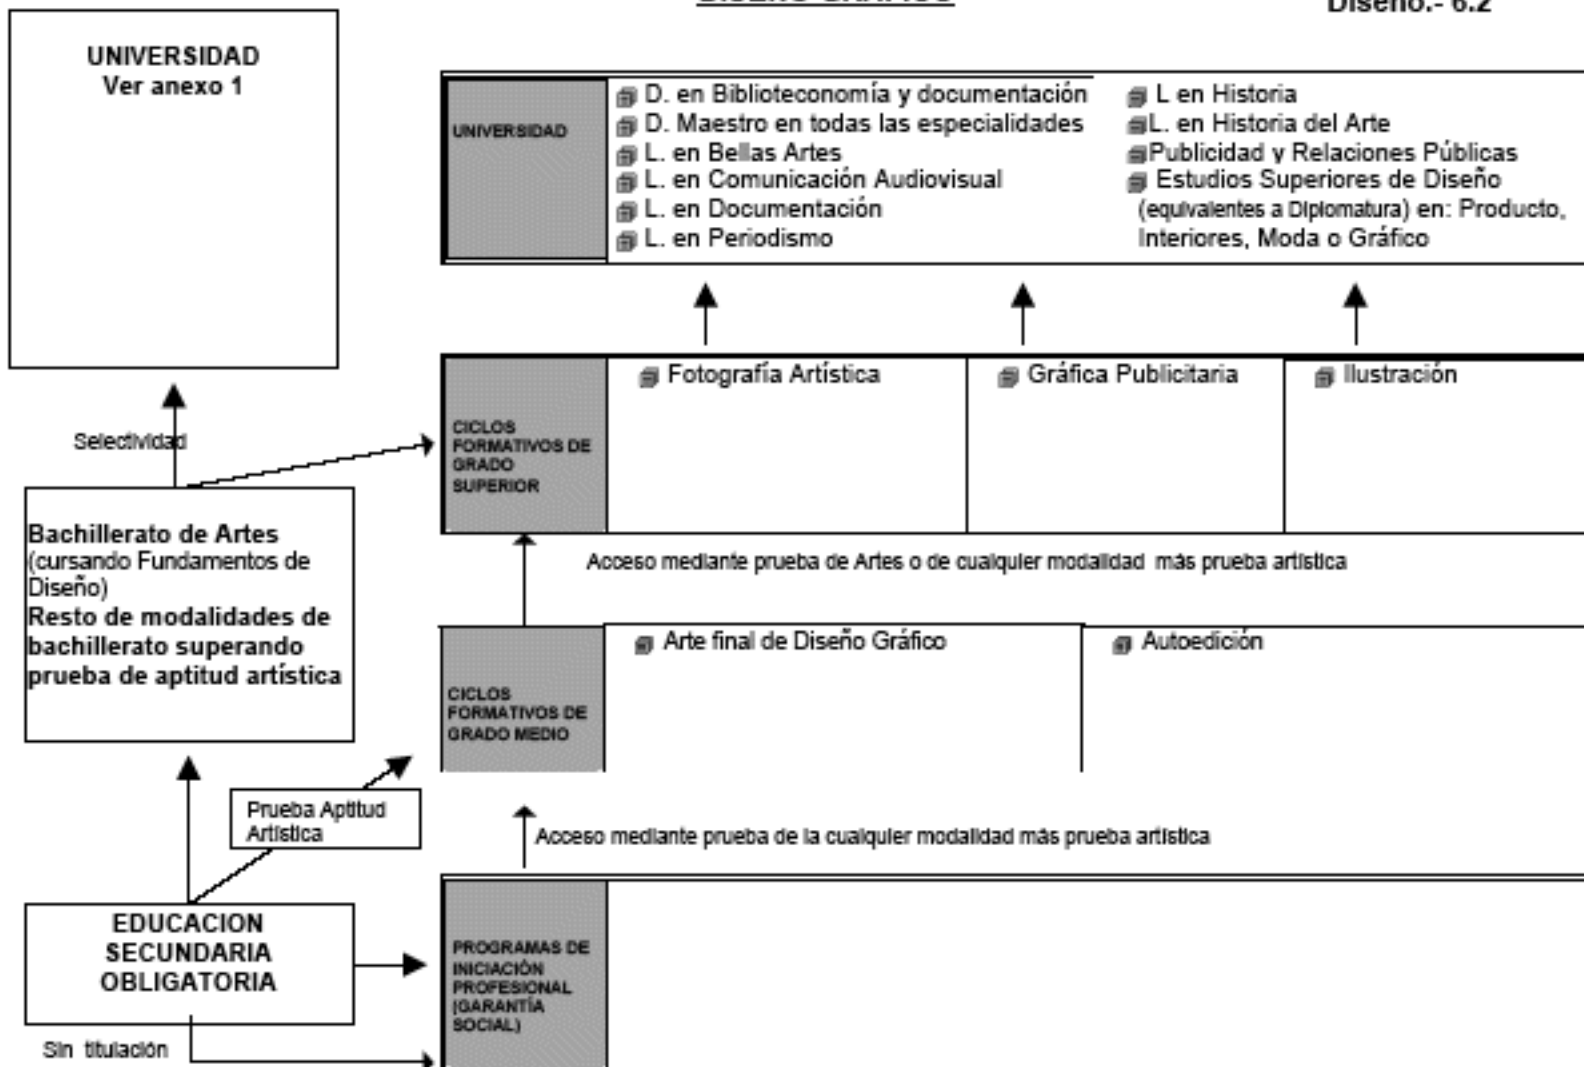 DISEÑO GRÁFICO
Diseño.- 6.2
UNIVERSIDAD
Ver anexo 1
UNIVERSIDAD
D. en Biblioteconomía y documentación
D. Maestro en todas las especialidades
L. en Bellas Artes
L. en Comunicación Audiovisual
L. en Documentación
L. en Periodismo
L en Historia
L. en Historia del Arte
Publicidad y Relaciones Públicas
Estudios Superiores de Diseño
(equivalentes a Diplomatura) en: Producto,
Interiores, Moda o Gráfico
Selectividad
CICLOS
FORMATIVOS DE
GRADO
SUPERIOR
Fotografía Artística
Gráfica Publicitaria
Ilustración
Bachillerato de Artes
(cursando Fundamentos de
Diseño)
Resto de modalidades de
bachillerato superando
prueba de aptitud artística
Acceso mediante prueba de Artes o de cualquier modalidad más prueba artística
CICLOS
FORMATIVOS DE
GRADO MEDIO
Arte final de Diseño Gráfico
Autoedición
Prueba Aptitud
Artística
Acceso mediante prueba de la cualquier modalidad más prueba artística
EDUCACION
SECUNDARIA
OBLIGATORIA
Sin titulación
PROGRAMAS DE
INICIACIÓN
PROFESIONAL
(GARANTÍA
SOCIAL)